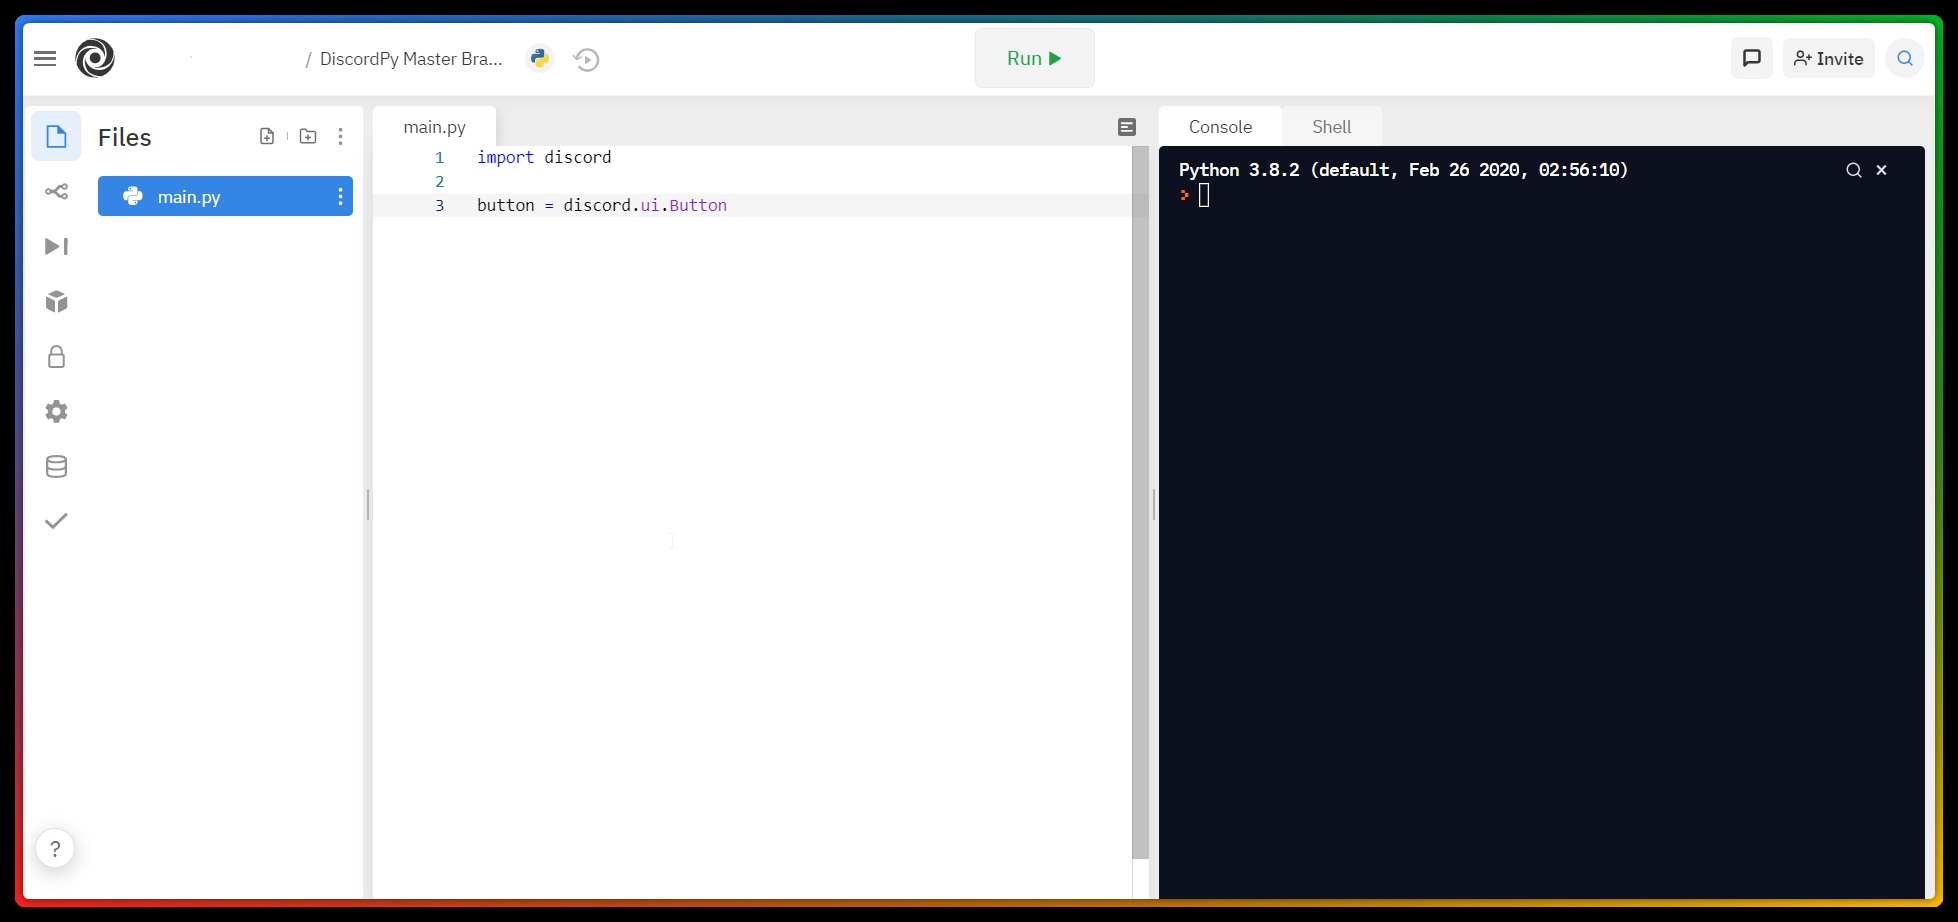 / DiscordPy Master Bra...
Run
Invite
Files
main.py
main.py
1 import discord
2
3 button = discord.ui.Button
Console
Shell
Python 3.8.2 (default, Feb 26 2020, 02:56:10)
?